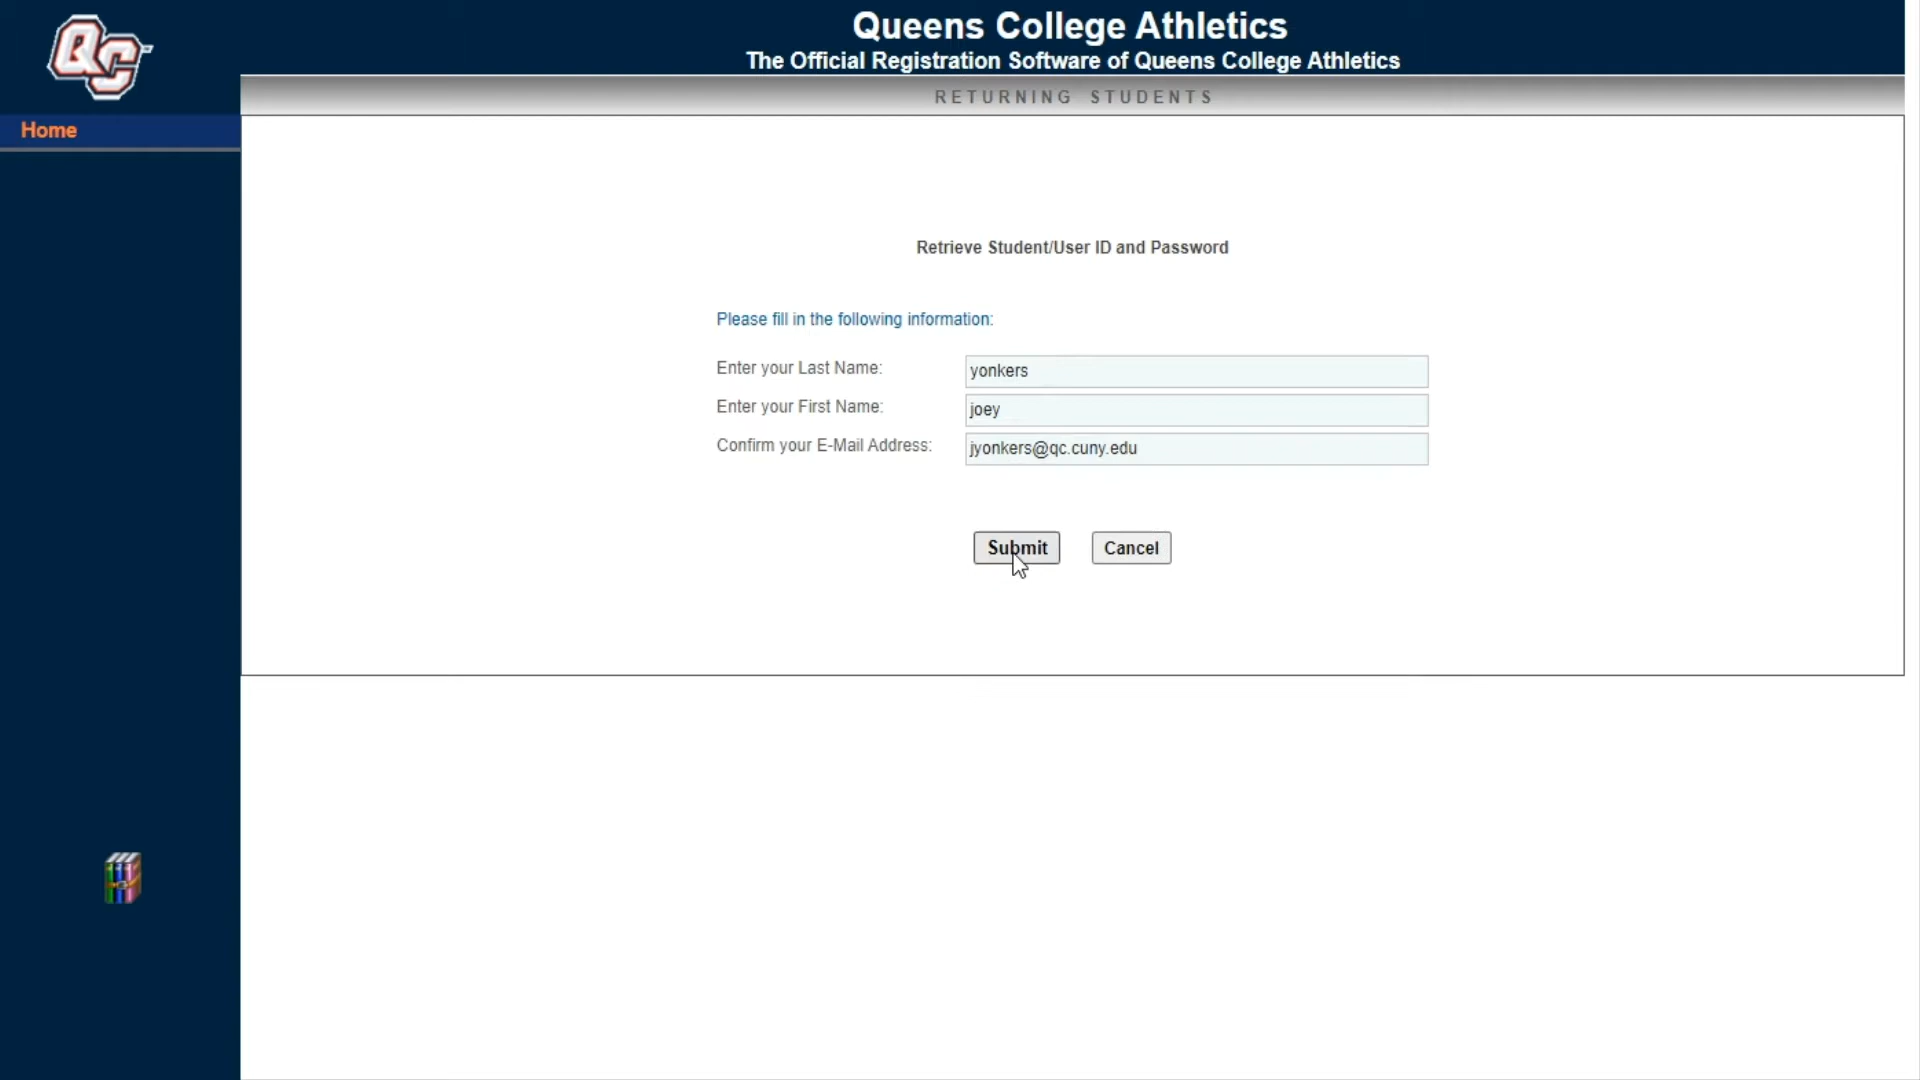 QC
Queens College Athletics
The Official Registration Software of Queens College Athletics
RETURNING STUDENTS
Home
Retrieve Student/User ID and Password
Please fill in the following information:
Enter your Last Name: yonkers
Enter your First Name: joey
Confirm your E-Mail Address: jyonkers@qc.cuny.edu
Submit Cancel